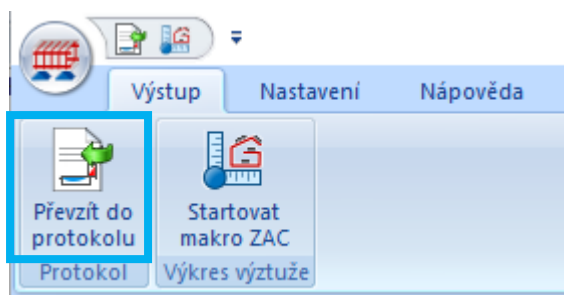 Výstup Nastavení Nápověda
Převzít do Startovat
protokolu makro ZAC
Protokol Výkres výztuže